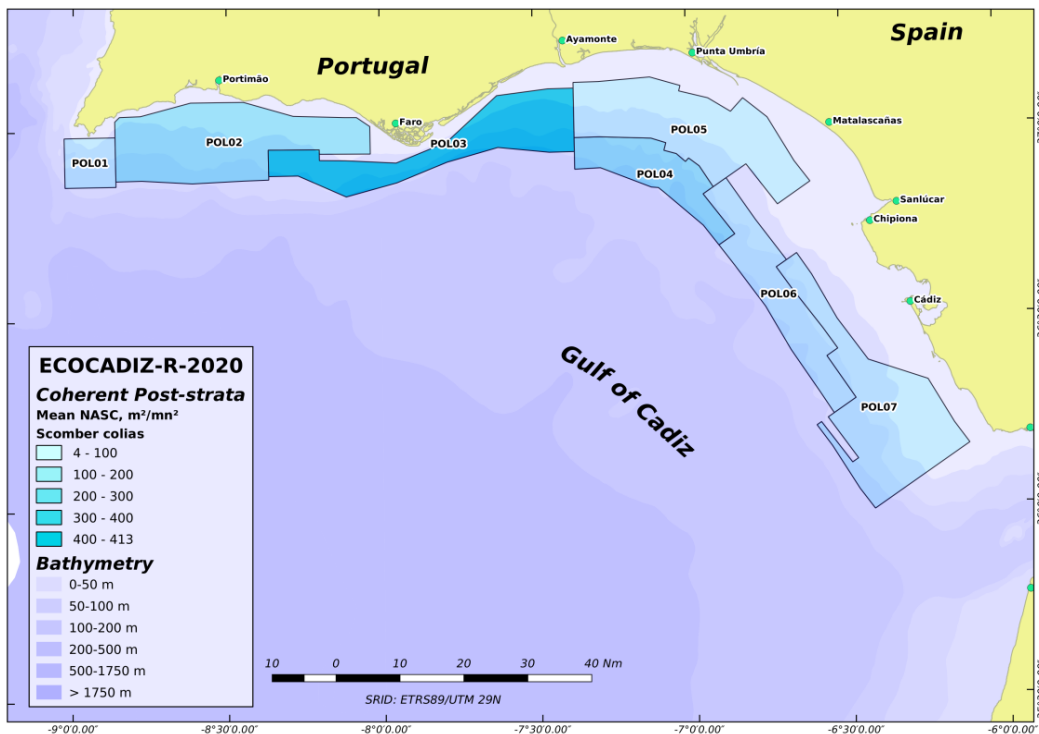 Spain
Portugal
Ayamonte
Punta Umbría
Portimão
Faro
Matalascañas
POL01
POL02
POL03
POL04
POL05
Sanlúcar
Chipiona
POL06
Cádiz
POL07
Gulf of Cadiz
ECOCADIZ-R-2020
Coherent Post-strata
Mean NASC, m²/mn²
Scomber colias
4 - 100
100 - 200
200 - 300
300 - 400
400 - 413
Bathymetry
0-50 m
50-100 m
100-200 m
200-500 m
500-1750 m
> 1750 m
10 0 10 20 30 40 Nm
SRID: ETRS89/UTM 29N
-9°0'0.00" -8°30'0.00" -8°0'0.00" -7°30'0.00" -7°0'0.00" -6°30'0.00" -6°0'0.00"